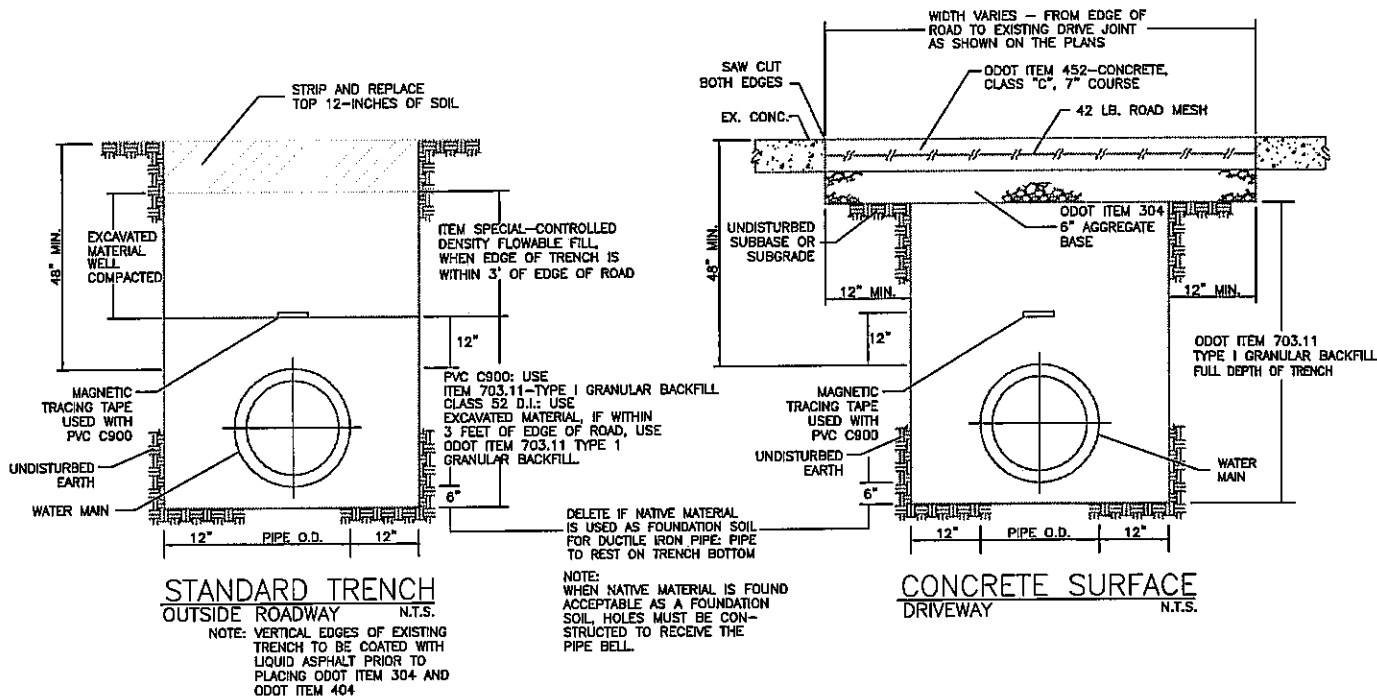 STRIP AND REPLACE
TOP 12-INCHES OF SOIL
48" MIN.
EXCAVATED
MATERIAL
WELL
COMPACTED
ITEM SPECIAL-CONTROLLED
DENSITY FLOWABLE FILL,
WHEN EDGE OF TRENCH IS
WITHIN 3' OF EDGE OF ROAD
12"
PVC C900: USE
ITEM 703.11-TYPE I GRANULAR BACKFILL
CLASS 52 D.I.: USE
EXCAVATED MATERIAL, IF WITHIN
3 FEET OF EDGE OF ROAD, USE
ODOT ITEM 703.11 TYPE 1
GRANULAR BACKFILL.
MAGNETIC
TRACING TAPE
USED WITH
PVC C900
UNDISTURBED
EARTH
WATER MAIN
6"
12"
PIPE O.D.
12"
STANDARD TRENCH
OUTSIDE ROADWAY
N.T.S.
NOTE: VERTICAL EDGES OF EXISTING
TRENCH TO BE COATED WITH
LIQUID ASPHALT PRIOR TO
PLACING ODOT ITEM 304 AND
ODOT ITEM 404
DELETE IF NATIVE MATERIAL
IS USED AS FOUNDATION SOIL
FOR DUCTILE IRON PIPE: PIPE
TO REST ON TRENCH BOTTOM
NOTE:
WHEN NATIVE MATERIAL IS FOUND
ACCEPTABLE AS A FOUNDATION
SOIL, HOLES MUST BE CON-
STRUCTED TO RECEIVE THE
PIPE BELL.
WIDTH VARIES - FROM EDGE OF
ROAD TO EXISTING DRIVE JOINT
AS SHOWN ON THE PLANS
SAW CUT
BOTH EDGES
ODOT ITEM 452-CONCRETE,
CLASS "C", 7" COURSE
EX. CONC.
42 LB. ROAD MESH
48" MIN.
UNDISTURBED
SUBBASE OR
SUBGRADE
ODOT ITEM 304
6" AGGREGATE
BASE
12" MIN.
12" MIN.
12"
ODOT ITEM 703.11
TYPE I GRANULAR BACKFILL
FULL DEPTH OF TRENCH
MAGNETIC
TRACING TAPE
USED WITH
PVC C900
UNDISTURBED
EARTH
WATER
MAIN
6"
12"
PIPE O.D.
12"
CONCRETE SURFACE
DRIVEWAY
N.T.S.